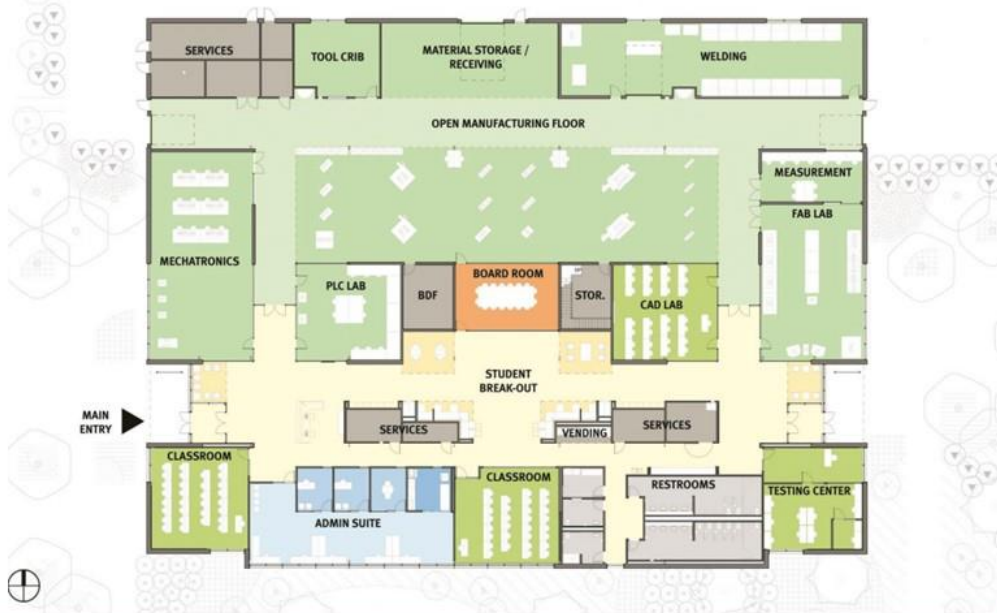 SERVICES
TOOL CRIB
MATERIAL STORAGE /
RECEIVING
WELDING
OPEN MANUFACTURING FLOOR
MEASUREMENT
FAB LAB
MECHATRONICS
PLC LAB
BDF
BOARD ROOM
STOR.
CAD LAB
STUDENT
BREAK-OUT
MAIN
ENTRY
SERVICES
VENDING
SERVICES
CLASSROOM
ADMIN SUITE
CLASSROOM
RESTROOMS
TESTING CENTER